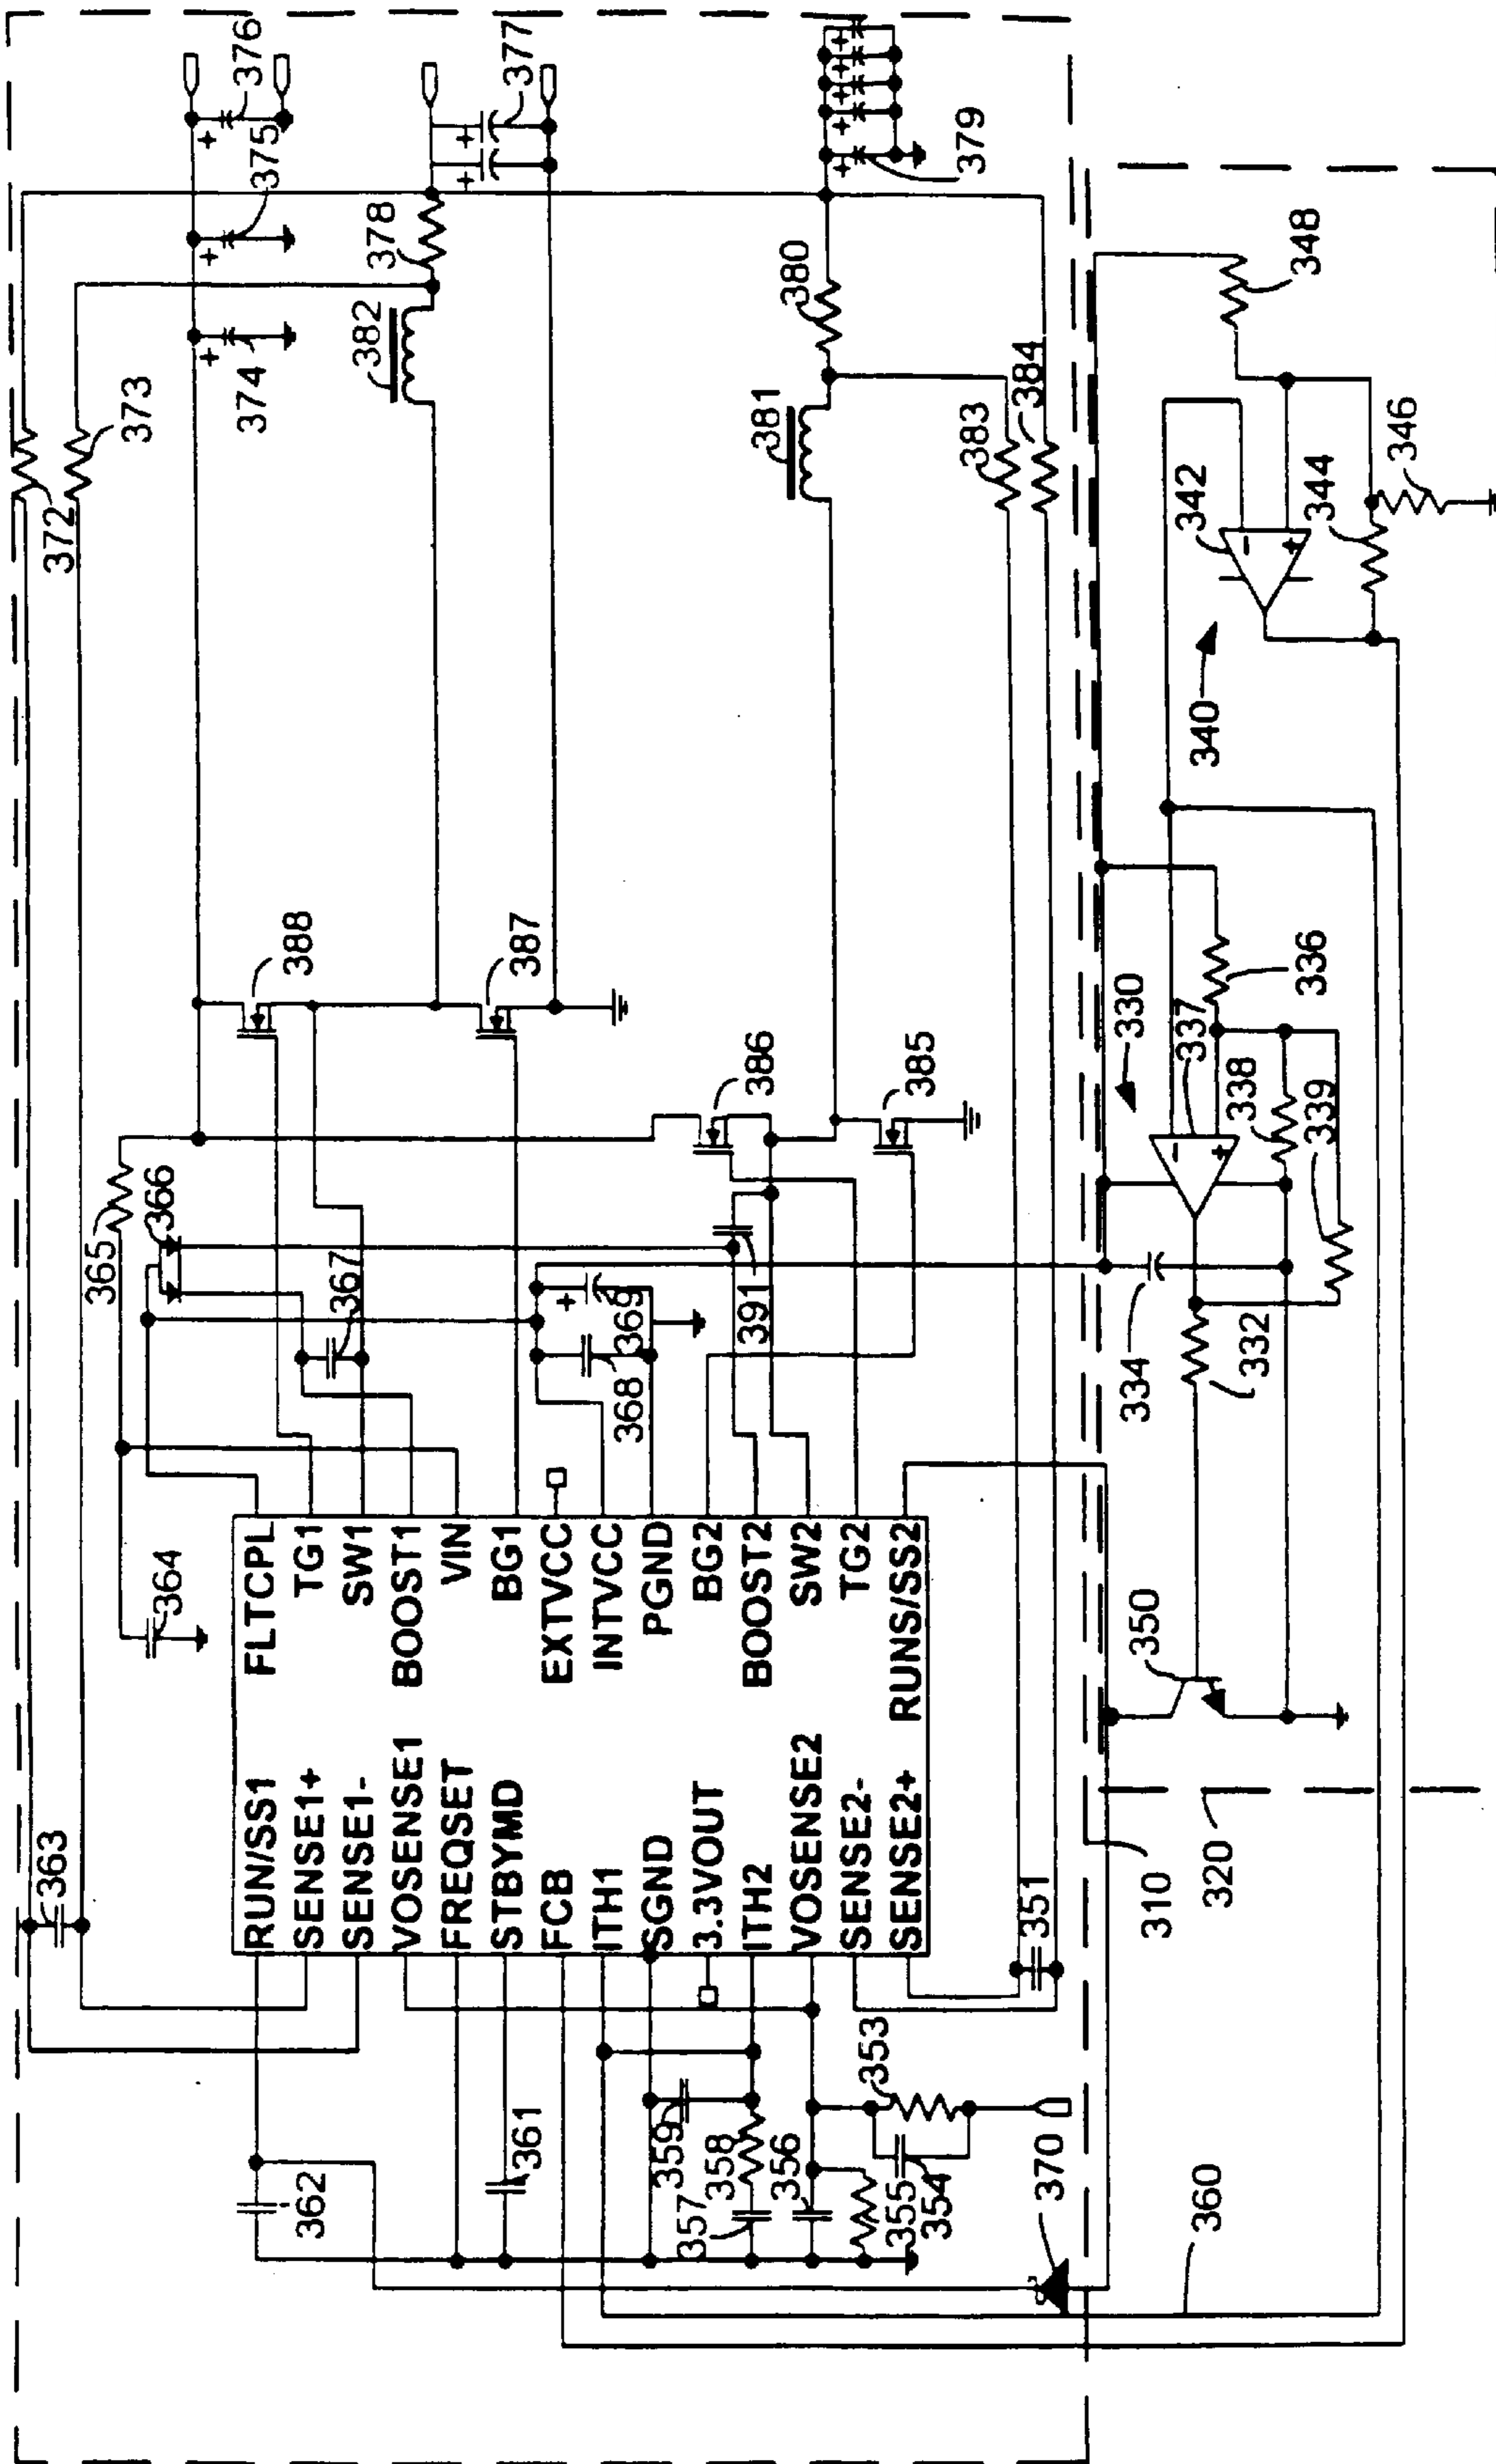 376
375
377
379
378
374
373
372
382
380
381
383
384
348
346
344
342
340
388
387
386
385
365
366
367
369
368
391
330
337
336
338
339
334
332
364
363
RUN/SS1
SENSE1+
SENSE1-
VOSENSE1
FREQSET
STBYMD
FCB
ITH1
SGND
3.3VOUT
ITH2
VOSENSE2
SENSE2-
SENSE2+
FLTCPL
TG1
SW1
BOOST1
VIN
BG1
EXTVCC
INTVCC
PGND
BG2
BOOST2
SW2
TG2
RUNS/SS2
350
351
310
320
362
361
359
358
357
356
353
355
354
370
360